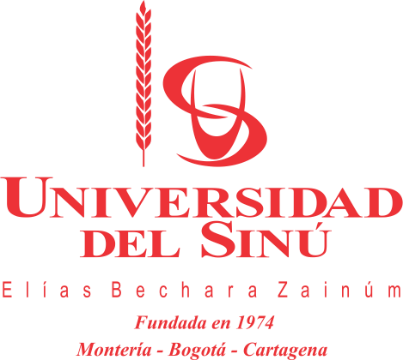 UNIVERSIDAD
DEL SINÚ
Elías Bechara Zainúm
Fundada en 1974
Montería - Bogotá - Cartagena